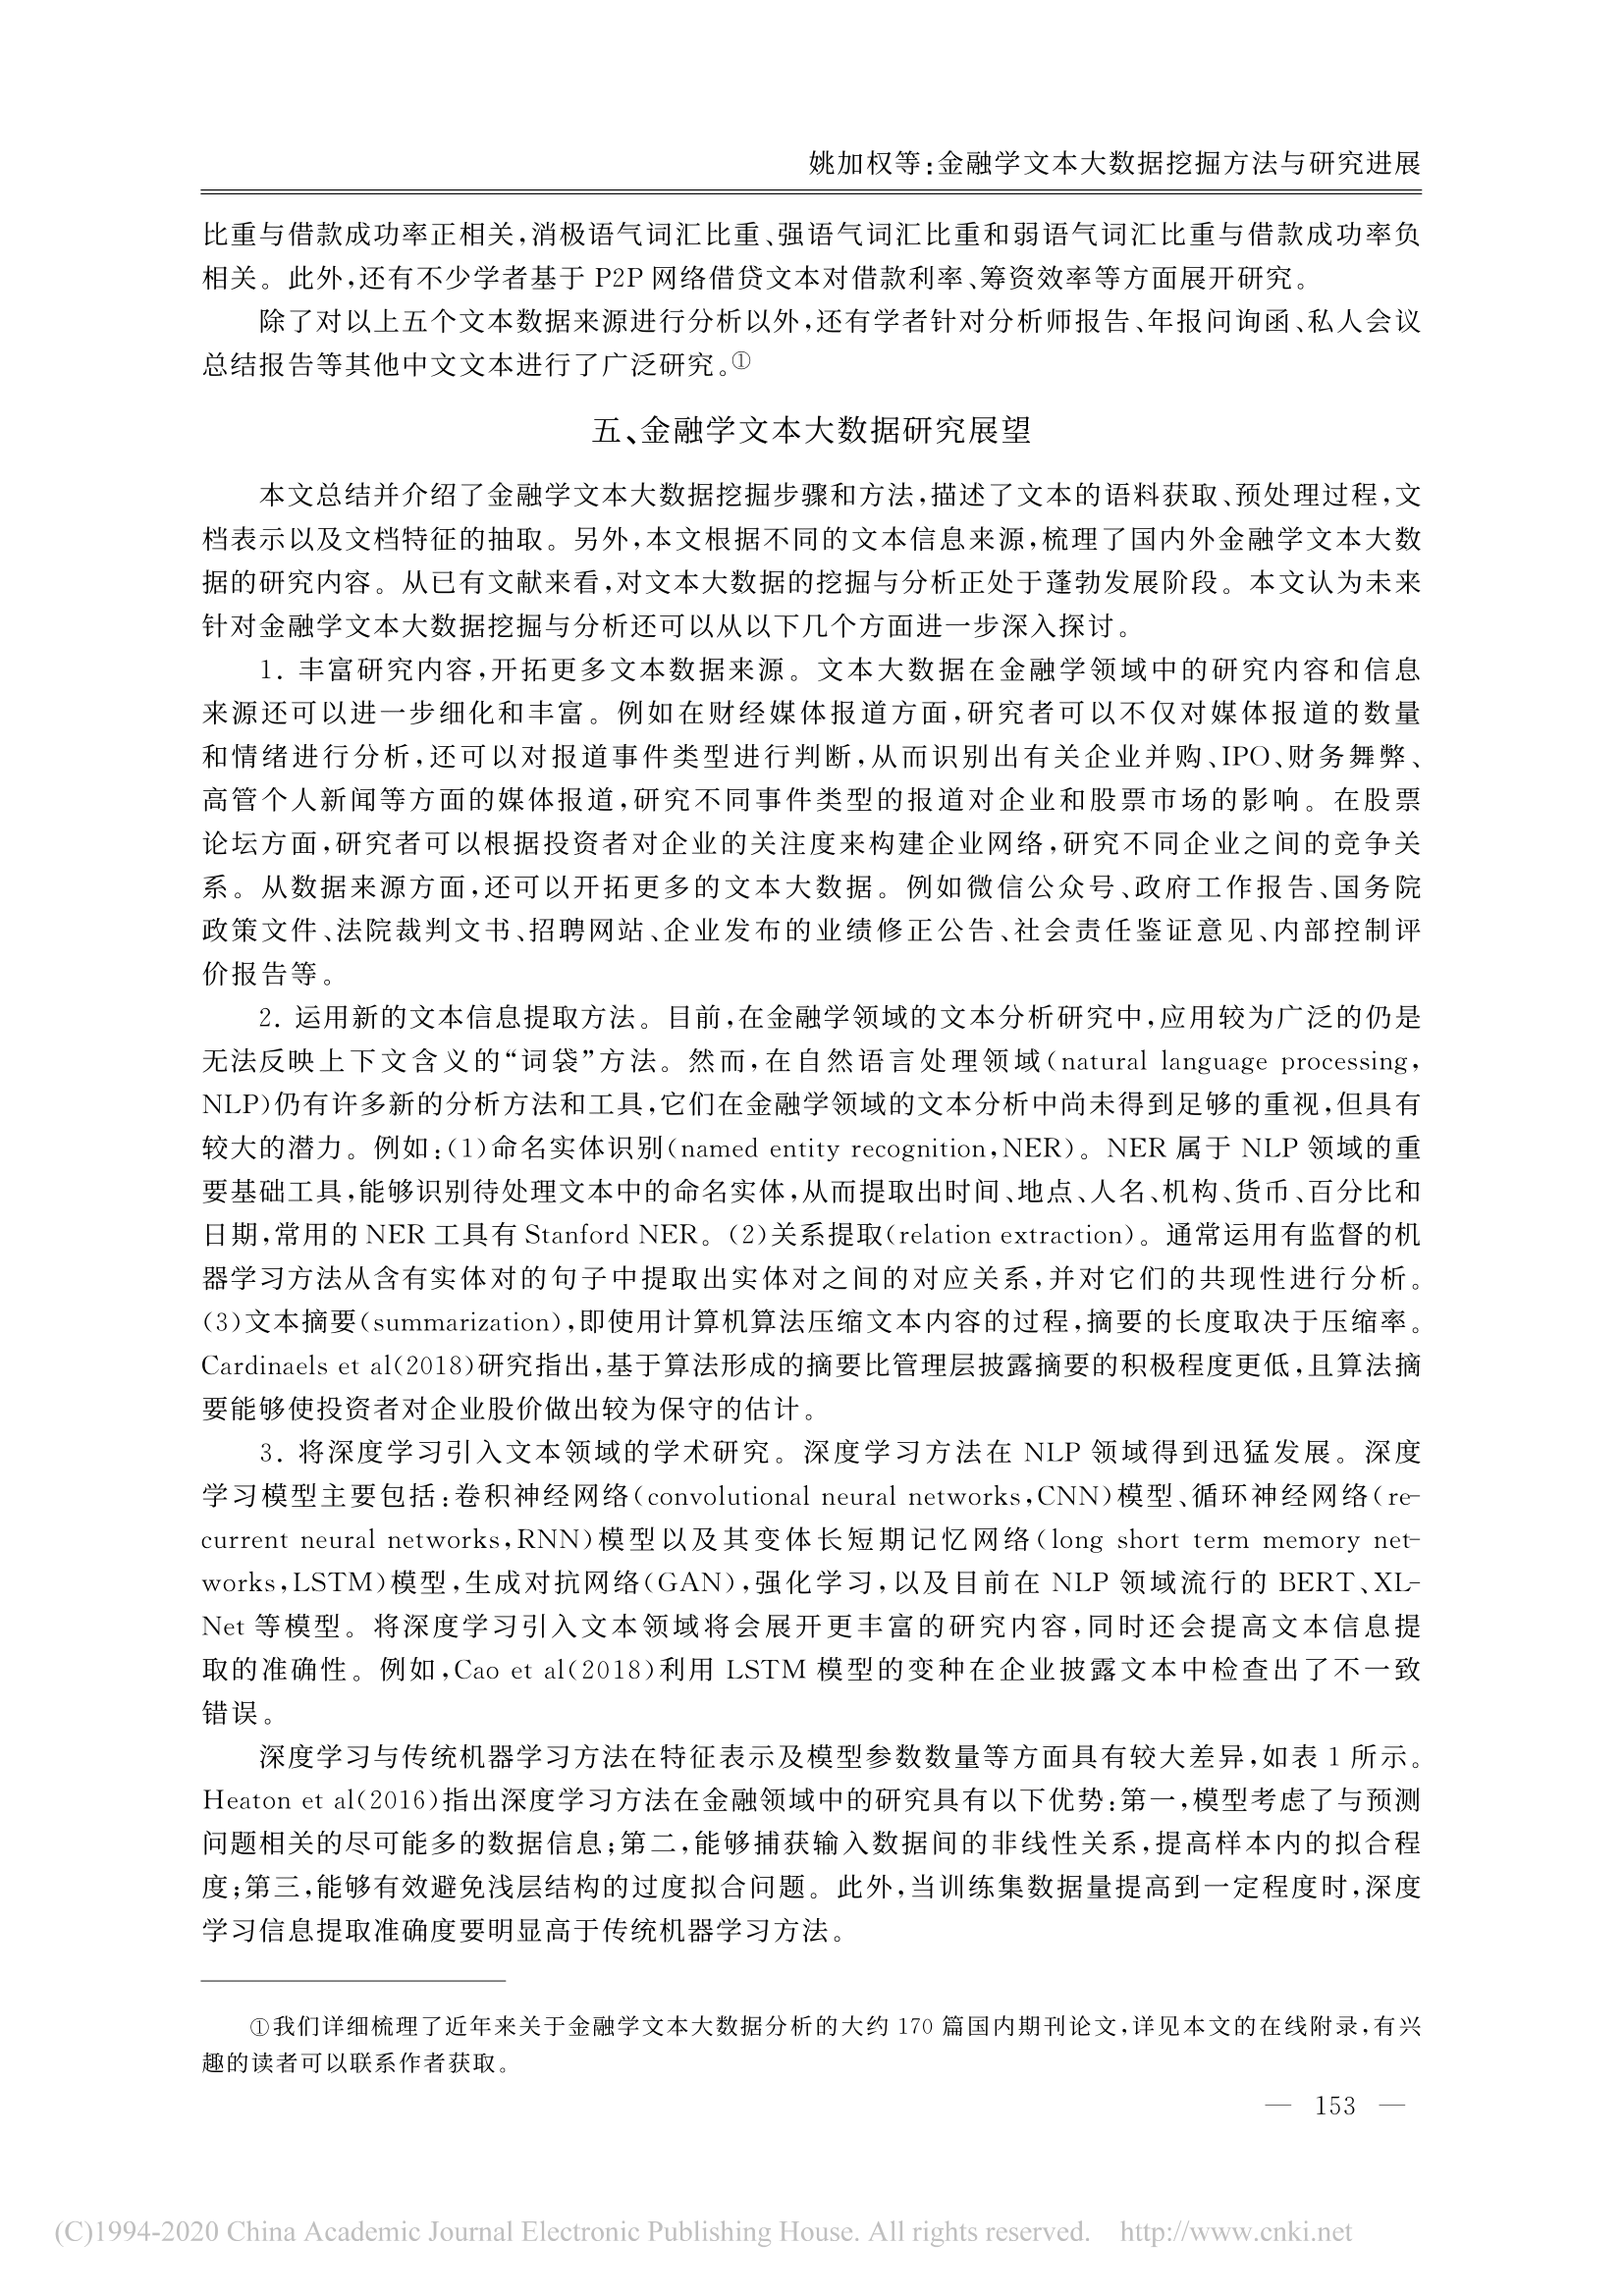 姚加权等:金融学文本大数据挖掘方法与研究进展
比重与借款成功率正相关,消极语气词汇比重、强语气词汇比重和弱语气词汇比重与借款成功率负
相关。此外,还有不少学者基于 P2P 网络借贷文本对借款利率、筹资效率等方面展开研究。
除了对以上五个文本数据来源进行分析以外,还有学者针对分析师报告、年报问询函、私人会议
总结报告等其他中文文本进行了广泛研究。①
五、金融学文本大数据研究展望
本文总结并介绍了金融学文本大数据挖掘步骤和方法,描述了文本的语料获取、预处理过程,文
档表示以及文档特征的抽取。另外,本文根据不同的文本信息来源,梳理了国内外金融学文本大数
据的研究内容。从已有文献来看,对文本大数据的挖掘与分析正处于蓬勃发展阶段。本文认为未来
针对金融学文本大数据挖掘与分析还可以从以下几个方面进一步深入探讨。
1. 丰富研究内容,开拓更多文本数据来源。文本大数据在金融学领域中的研究内容和信息
来源还可以进一步细化和丰富。例如在财经媒体报道方面,研究者可以不仅对媒体报道的数量
和情绪进行分析,还可以对报道事件类型进行判断,从而识别出有关企业并购、IPO、财务舞弊、
高管个人新闻等方面的媒体报道,研究不同事件类型的报道对企业和股票市场的影响。在股票
论坛方面,研究者可以根据投资者对企业的关注度来构建企业网络,研究不同企业之间的竞争关
系。从数据来源方面,还可以开拓更多的文本大数据。例如微信公众号、政府工作报告、国务院
政策文件、法院裁判文书、招聘网站、企业发布的业绩修正公告、社会责任鉴证意见、内部控制评
价报告等。
2. 运用新的文本信息提取方法。目前,在金融学领域的文本分析研究中,应用较为广泛的仍是
无法反映上下文含义的“词袋”方法。然而,在自然语言处理领域(natural language processing,
NLP)仍有许多新的分析方法和工具,它们在金融学领域的文本分析中尚未得到足够的重视,但具有
较大的潜力。例如:(1)命名实体识别(named entity recognition,NER)。NER 属于 NLP 领域的重
要基础工具,能够识别待处理文本中的命名实体,从而提取出时间、地点、人名、机构、货币、百分比和
日期,常用的 NER 工具有 Stanford NER。(2)关系提取(relation extraction)。通常运用有监督的机
器学习方法从含有实体对的句子中提取出实体对之间的对应关系,并对它们的共现性进行分析。
(3)文本摘要(summarization),即使用计算机算法压缩文本内容的过程,摘要的长度取决于压缩率。
Cardinaels et al(2018)研究指出,基于算法形成的摘要比管理层披露摘要的积极程度更低,且算法摘
要能够使投资者对企业股价做出较为保守的估计。
3. 将深度学习引入文本领域的学术研究。深度学习方法在 NLP 领域得到迅猛发展。深度
学习模型主要包括:卷积神经网络(convolutional neural networks,CNN)模型、循环神经网络(re-
current neural networks,RNN)模型以及其变体长短期记忆网络(long short term memory net-
works,LSTM)模型,生成对抗网络(GAN),强化学习,以及目前在 NLP 领域流行的 BERT、XL-
Net 等模型。将深度学习引入文本领域将会展开更丰富的研究内容,同时还会提高文本信息提
取的准确性。例如,Cao et al(2018)利用 LSTM 模型的变种在企业披露文本中检查出了不一致
错误。
深度学习与传统机器学习方法在特征表示及模型参数数量等方面具有较大差异,如表 1 所示。
Heaton et al(2016)指出深度学习方法在金融领域中的研究具有以下优势:第一,模型考虑了与预测
问题相关的尽可能多的数据信息;第二,能够捕获输入数据间的非线性关系,提高样本内的拟合程
度;第三,能够有效避免浅层结构的过度拟合问题。此外,当训练集数据量提高到一定程度时,深度
学习信息提取准确度要明显高于传统机器学习方法。
①我们详细梳理了近年来关于金融学文本大数据分析的大约 170 篇国内期刊论文,详见本文的在线附录,有兴
趣的读者可以联系作者获取。
— 153 —
(C)1994-2020 China Academic Journal Electronic Publishing House. All rights reserved. http://www.cnki.net